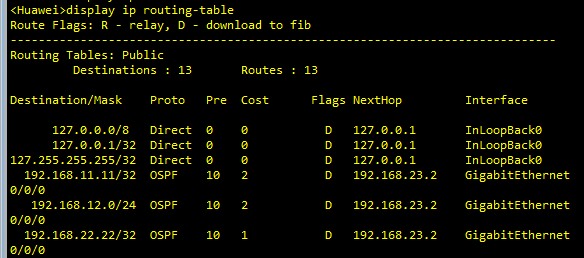 <Huawei>display ip routing-table
Route Flags: R - relay, D - download to fib
------------------------------------------------------------------------------
Routing Tables: Public
Destinations : 13 Routes : 13
Destination/Mask Proto Pre Cost Flags NextHop Interface
127.0.0.0/8 Direct 0 0 D 127.0.0.1 InLoopBack0
127.0.0.1/32 Direct 0 0 D 127.0.0.1 InLoopBack0
127.255.255.255/32 Direct 0 0 D 127.0.0.1 InLoopBack0
192.168.11.11/32 OSPF 10 2 D 192.168.23.2 GigabitEthernet
0/0/0
192.168.12.0/24 OSPF 10 2 D 192.168.23.2 GigabitEthernet
0/0/0
192.168.22.22/32 OSPF 10 1 D 192.168.23.2 GigabitEthernet
0/0/0